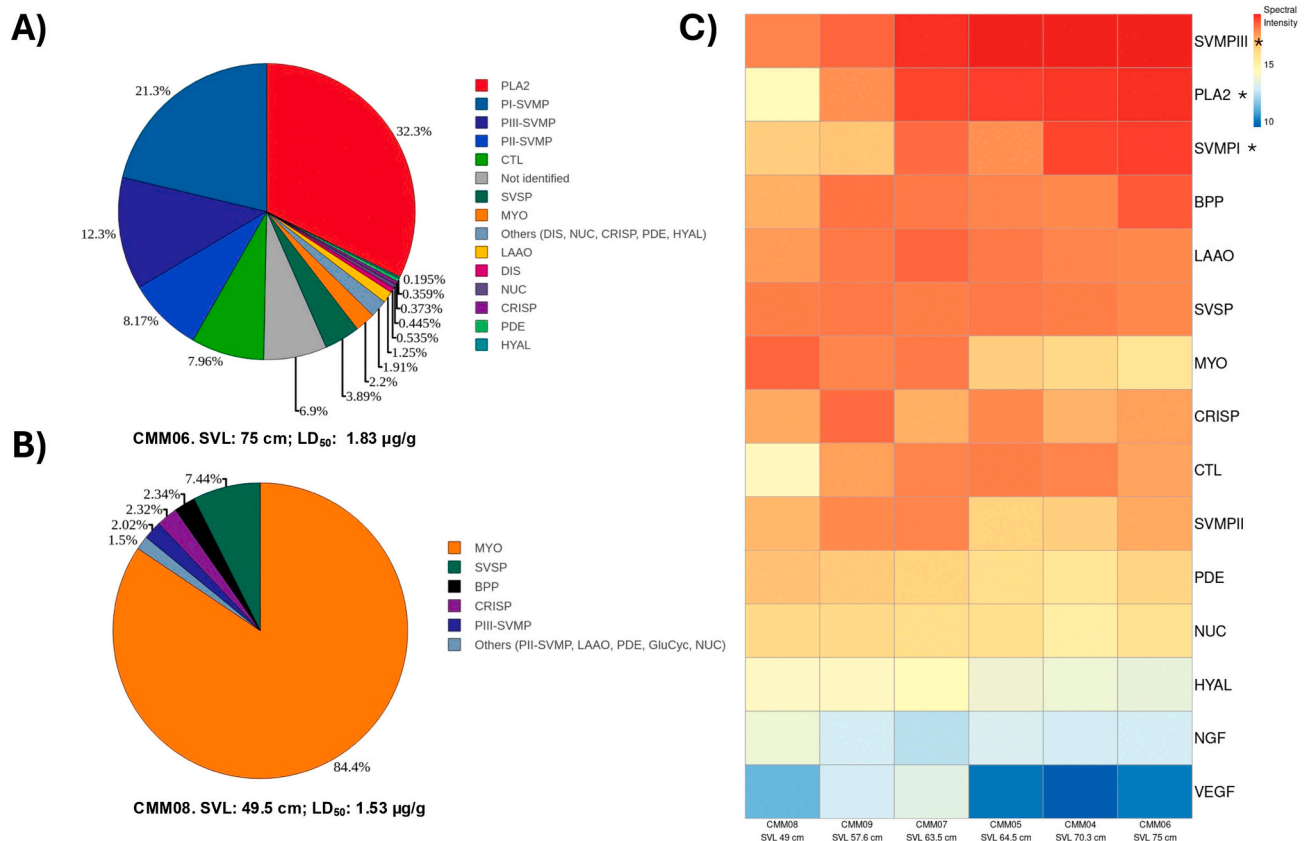 A)
21.3%
32.3%
12.3%
8.17%
7.96%
6.9%
3.89%
2.2%
1.91%
1.25%
0.535%
0.445%
0.373%
0.359%
0.195%
PLA2
PI-SVMP
PIII-SVMP
PII-SVMP
CTL
Not identified
SVSP
MYO
Others (DIS, NUC, CRISP, PDE, HYAL)
LAAO
DIS
NUC
CRISP
PDE
HYAL
CMM06. SVL: 75 cm; LD₅₀: 1.83 µg/g
B)
7.44%
2.34%
2.32%
2.02%
1.5%
84.4%
MYO
SVSP
BPP
CRISP
PIII-SVMP
Others (PII-SVMP, LAAO, PDE, GluCyc, NUC)
CMM08. SVL: 49.5 cm; LD₅₀: 1.53 µg/g
C)
Spectral
Intensity
15
10
SVMPIII *
PLA2 *
SVMPI *
BPP
LAAO
SVSP
MYO
CRISP
CTL
SVMPII
PDE
NUC
HYAL
NGF
VEGF
CMM08 CMM09 CMM07 CMM05 CMM04 CMM06
SVL 49 cm SVL 57.6 cm SVL 63.5 cm SVL 64.5 cm SVL 70.3 cm SVL 75 cm